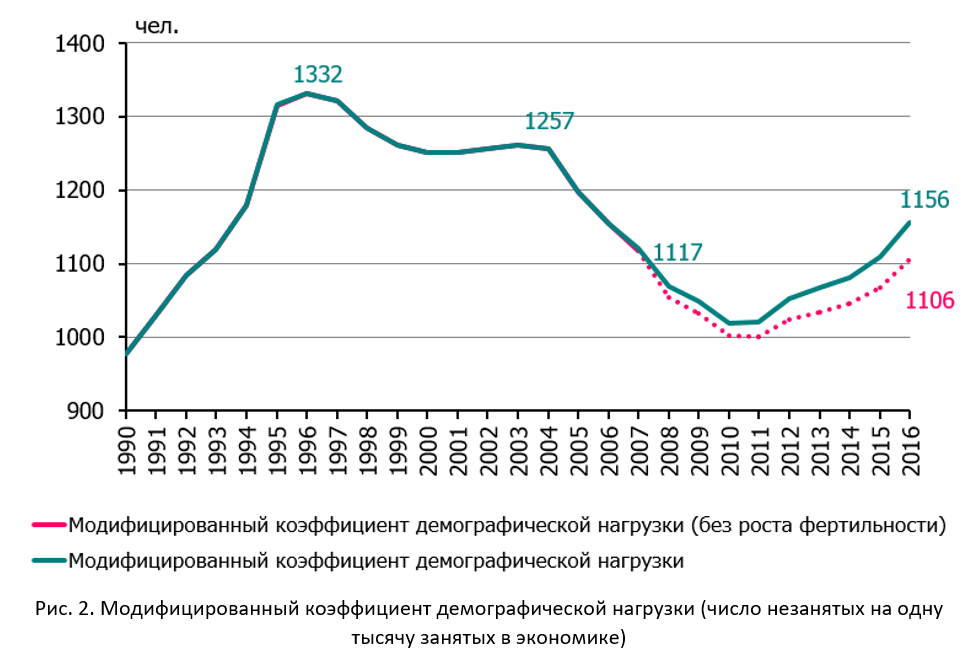 чел.
1400
1300
1200
1100
1000
900
1332
1257
1117
1156
1106
1990 1991 1992 1993 1994 1995 1996 1997 1998 1999 2000 2001 2002 2003 2004 2005 2006 2007 2008 2009 2010 2011 2012 2013 2014 2015 2016
Модифицированный коэффициент демографической нагрузки (без роста фертильности)
Модифицированный коэффициент демографической нагрузки
Рис. 2. Модифицированный коэффициент демографической нагрузки (число незанятых на одну
тысячу занятых в экономике)